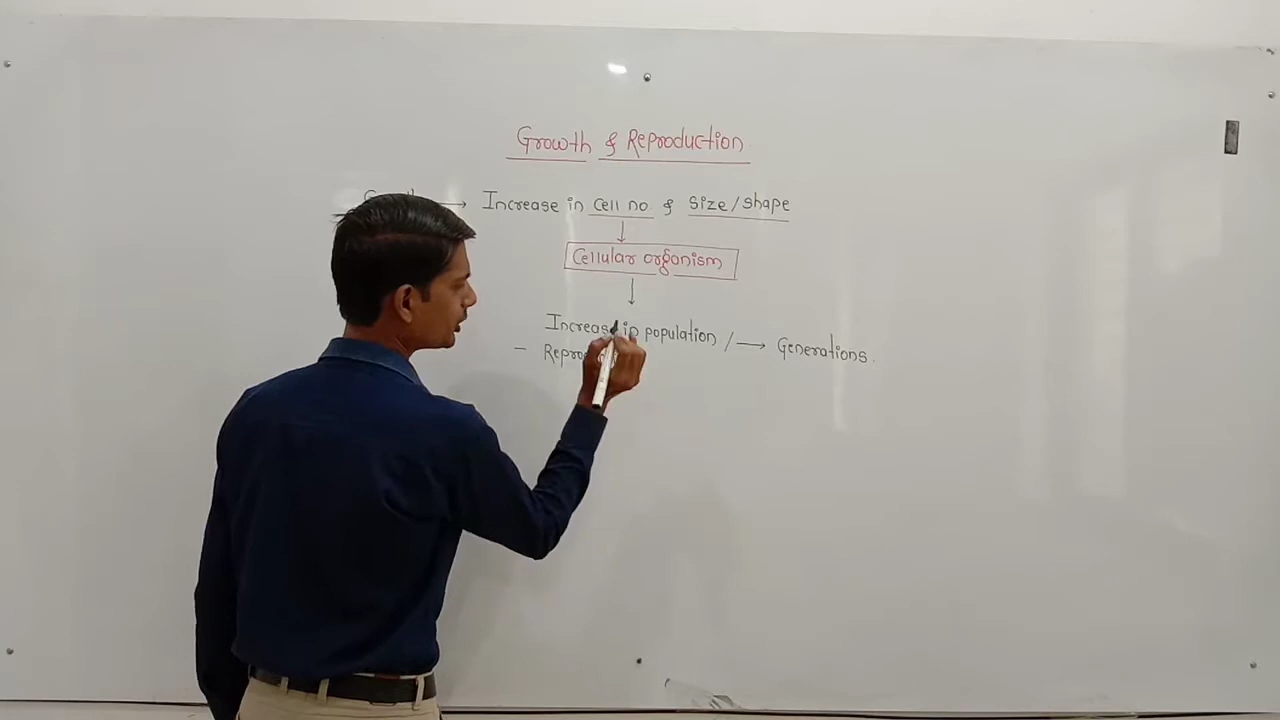 Growth & Reproduction
→ Increase in cell no & size/shape
↓
Cellular organism
↓
Increase in population / → Generations.
-